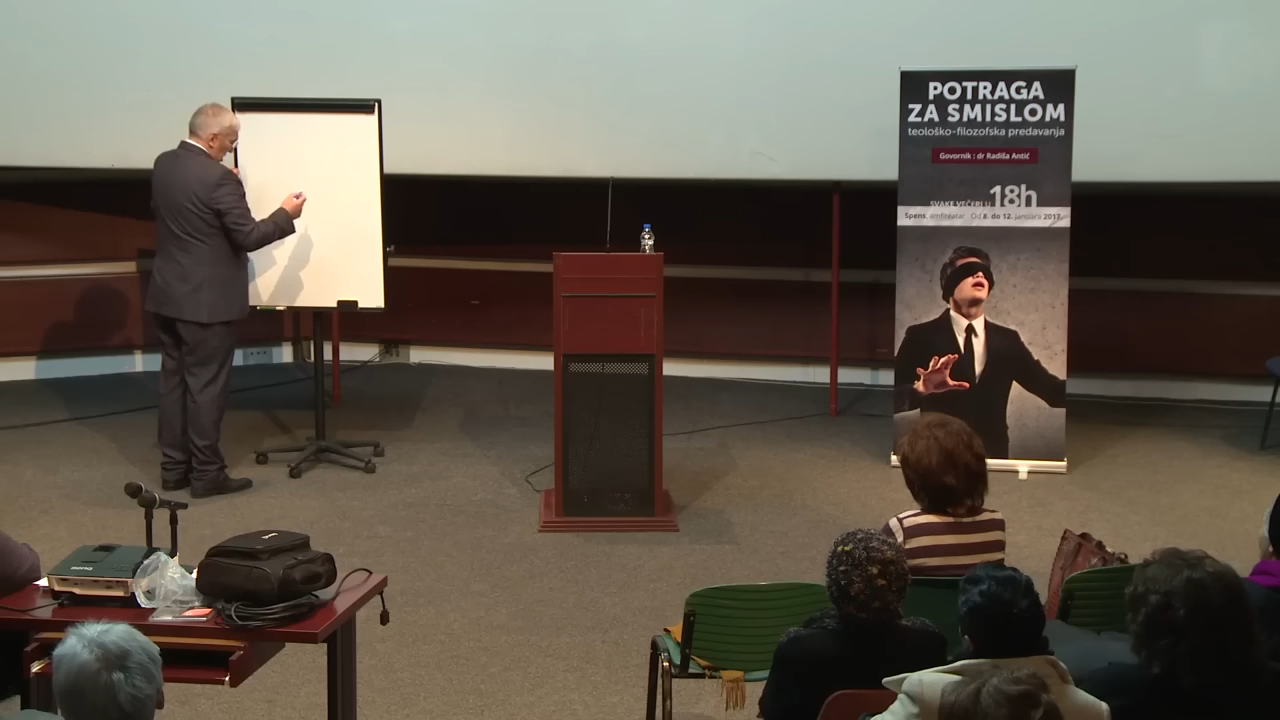 POTRAGA
ZA SMISLOM
teološko-filozofska predavanja
Govornik : dr Radiša Antić
SVAKE VEČERI U 18h
Spens, amfiteatar Od 8. do 12. januara 2017.
BenQ